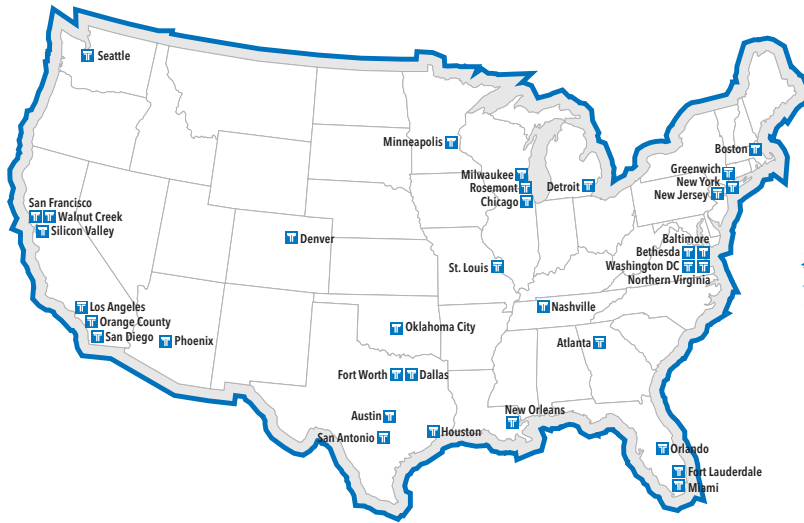 Seattle
Minneapolis
Boston
Milwaukee
Rosemont
Chicago
Detroit
Greenwich
New York
New Jersey
San Francisco
Walnut Creek
Silicon Valley
Denver
St. Louis
Baltimore
Bethesda
Washington DC
Northern Virginia
Los Angeles
Orange County
San Diego
Phoenix
Oklahoma City
Nashville
Atlanta
Fort Worth
Dallas
Austin
San Antonio
Houston
New Orleans
Orlando
Fort Lauderdale
Miami